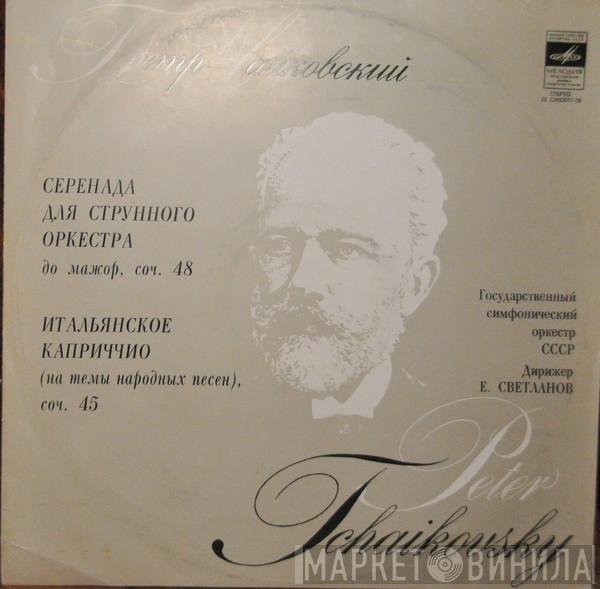 Петр Чайковский
МЕЛОДИЯ
СТЕРЕО
СЕРЕНАДА
ДЛЯ СТРУННОГО
ОРКЕСТРА
до мажор, соч. 48
ИТАЛЬЯНСКОЕ
КАПРИЧЧИО
(на темы народных песен),
соч. 45
Государственный
симфонический
оркестр
СССР
Дирижер
Е. СВЕТЛАНОВ
Peter
Tchaikovsky
МАРКЕТ ВИНИЛА